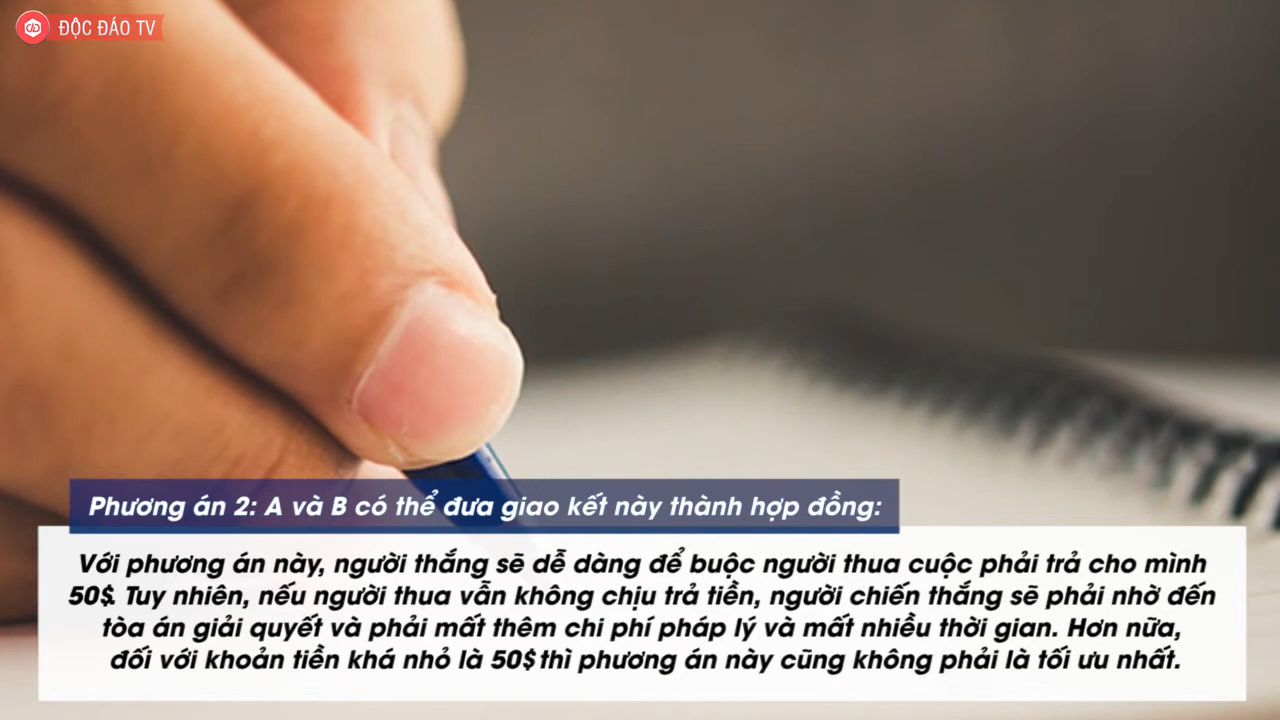 ĐỘC ĐÁO TV
Phương án 2: A và B có thể đưa giao kết này thành hợp đồng:
Với phương án này, người thắng sẽ dễ dàng để buộc người thua cuộc phải trả cho mình
50$. Tuy nhiên, nếu người thua vẫn không chịu trả tiền, người chiến thắng sẽ phải nhờ đến
tòa án giải quyết và phải mất thêm chi phí pháp lý và mất nhiều thời gian. Hơn nữa,
đối với khoản tiền khá nhỏ là 50$ thì phương án này cũng không phải là tối ưu nhất.